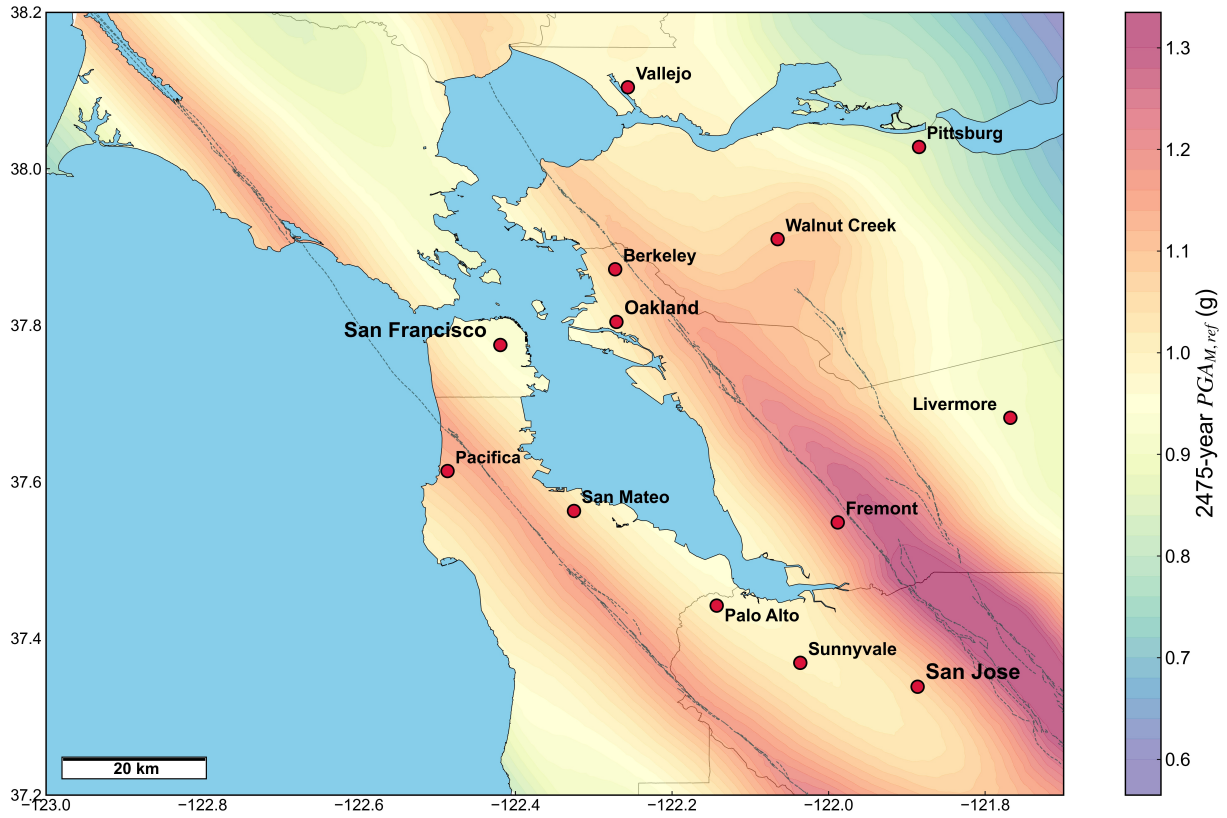 38.2
38.0
37.8
37.6
37.4
37.2
−123.0
−122.8
−122.6
−122.4
−122.2
−122.0
−121.8
Vallejo
Pittsburg
Walnut Creek
Berkeley
Oakland
San Francisco
Livermore
Pacifica
San Mateo
Fremont
Palo Alto
Sunnyvale
San Jose
20 km
1.3
1.2
1.1
1.0
0.9
0.8
0.7
0.6
2475-year PGA_{M, ref} (g)